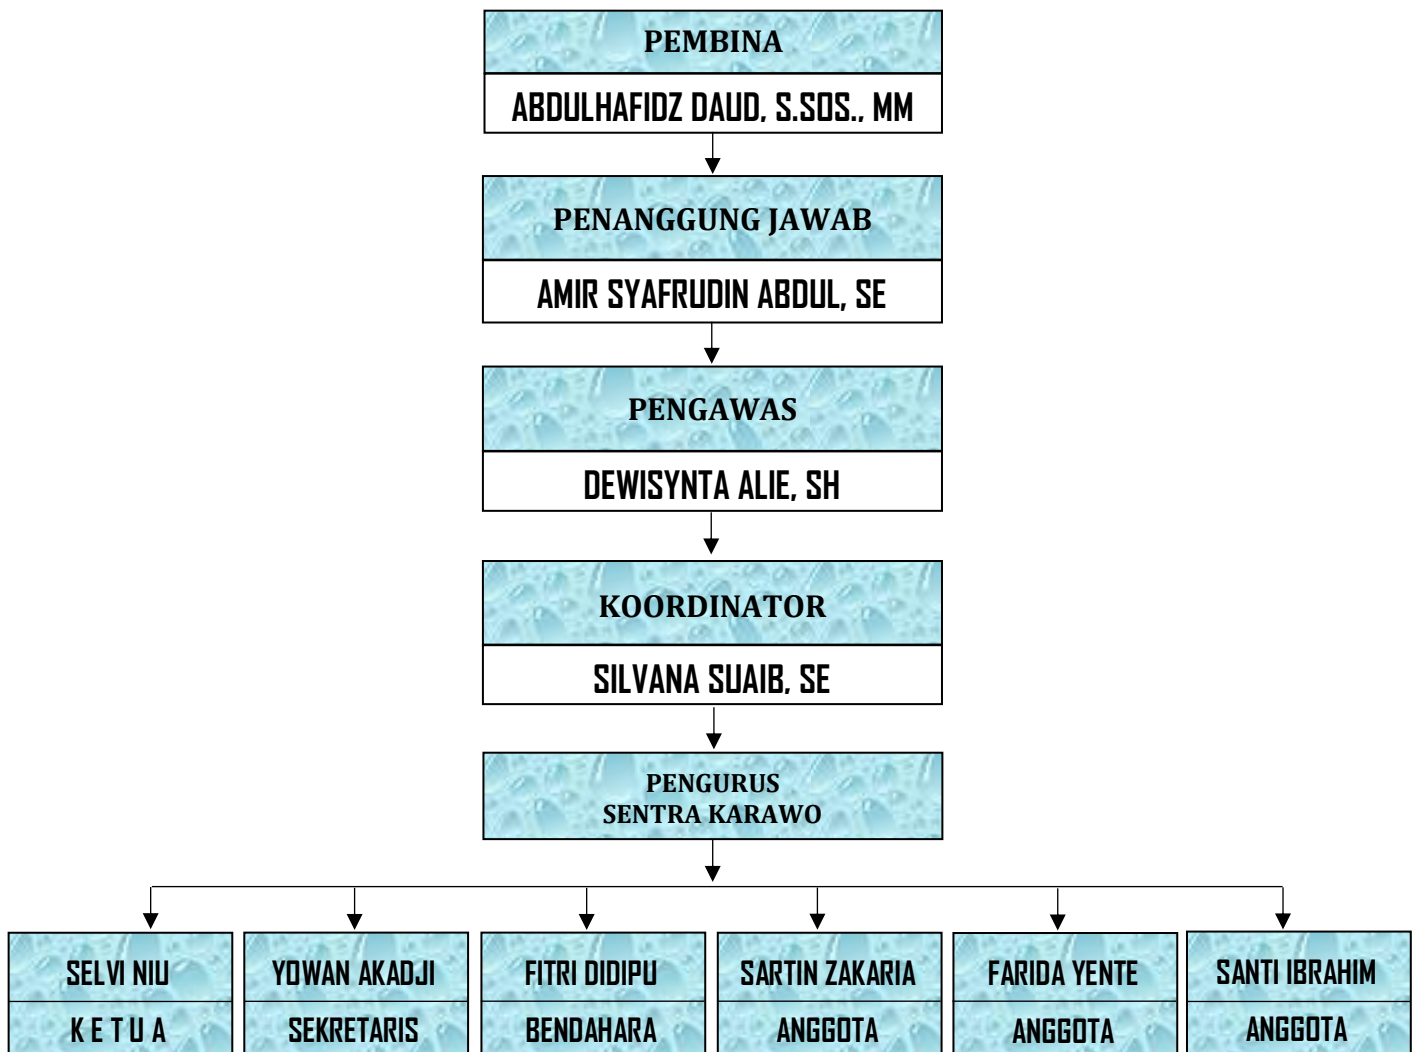 PEMBINA
ABDULHAFIDZ DAUD, S.SOS., MM
PENANGGUNG JAWAB
AMIR SYAFRUDIN ABDUL, SE
PENGAWAS
DEWISYNTA ALIE, SH
KOORDINATOR
SILVANA SUAIB, SE
PENGURUS
SENTRA KARAWO
SELVI NIU
K E T U A
YOWAN AKADJI
SEKRETARIS
FITRI DIDIPU
BENDAHARA
SARTIN ZAKARIA
ANGGOTA
FARIDA YENTE
ANGGOTA
SANTI IBRAHIM
ANGGOTA